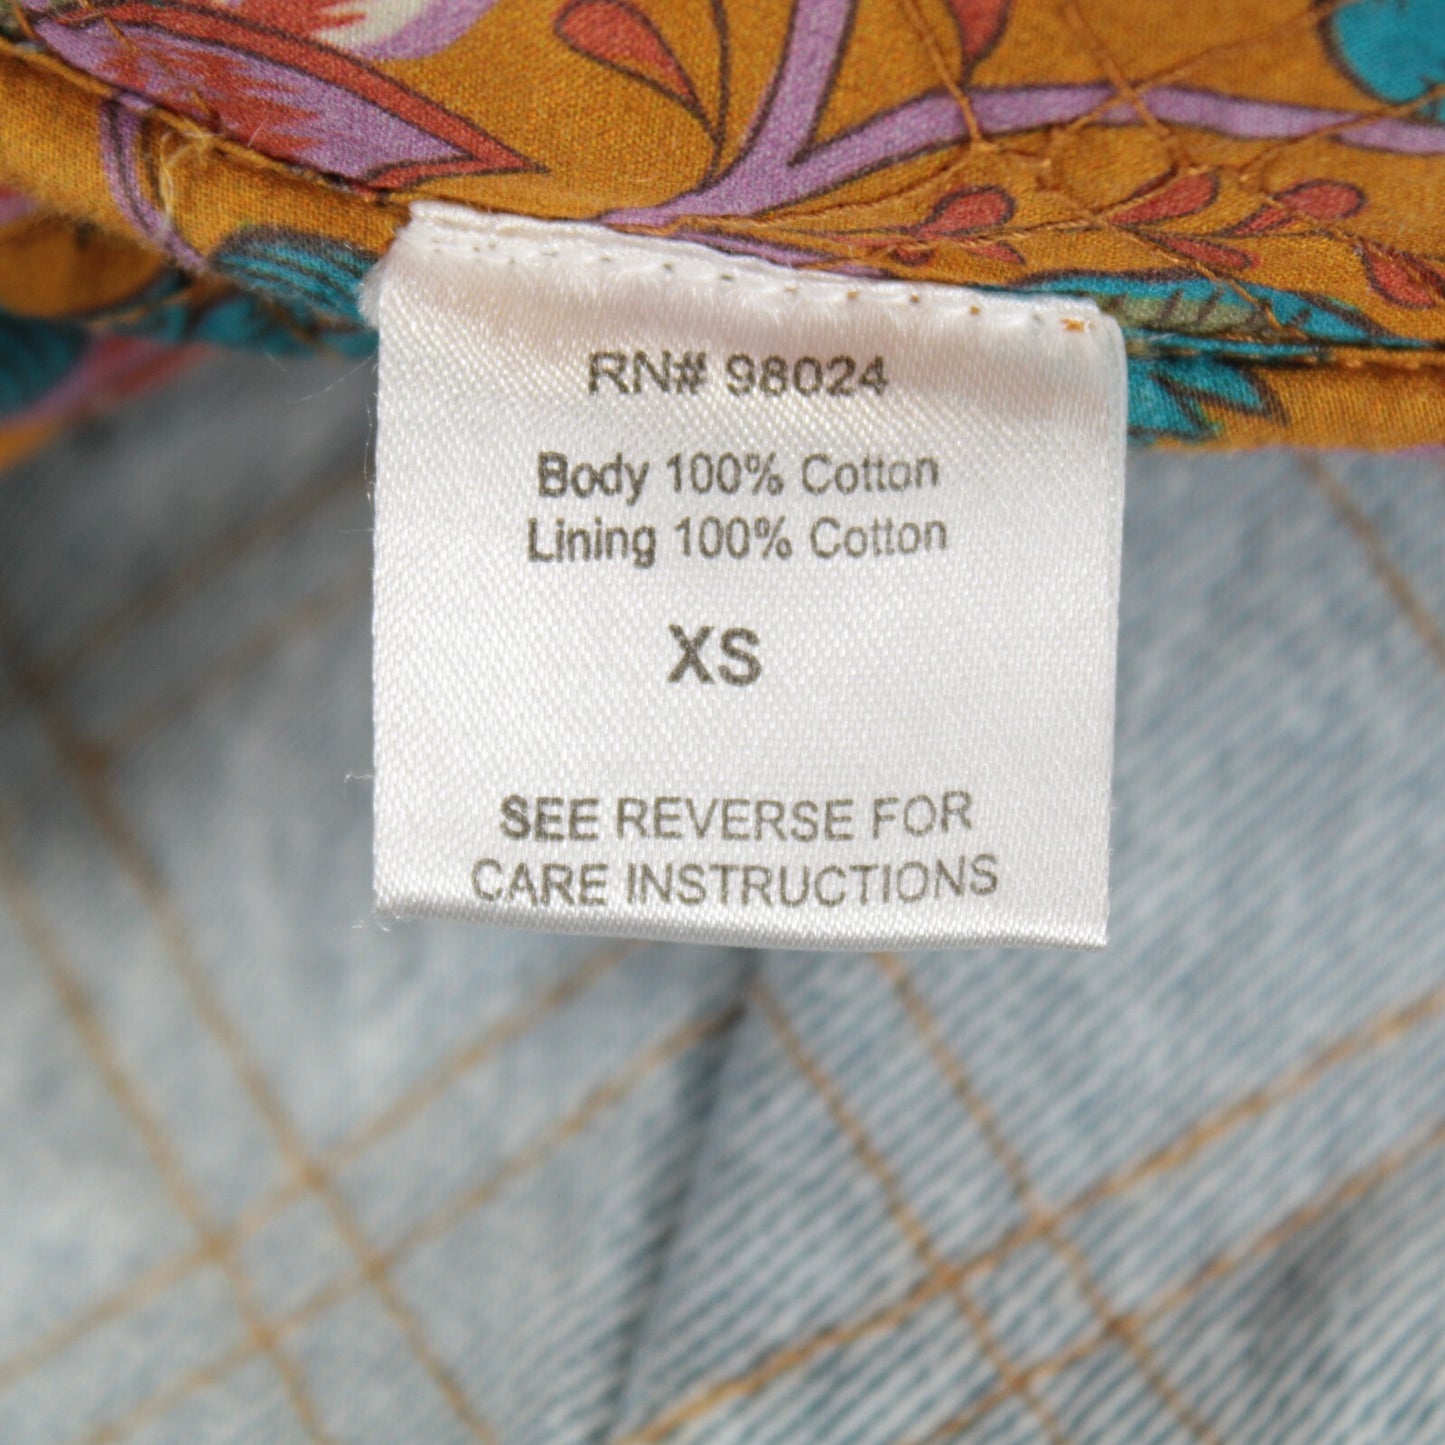 RN# 98024
Body 100% Cotton
Lining 100% Cotton
XS
SEE REVERSE FOR
CARE INSTRUCTIONS